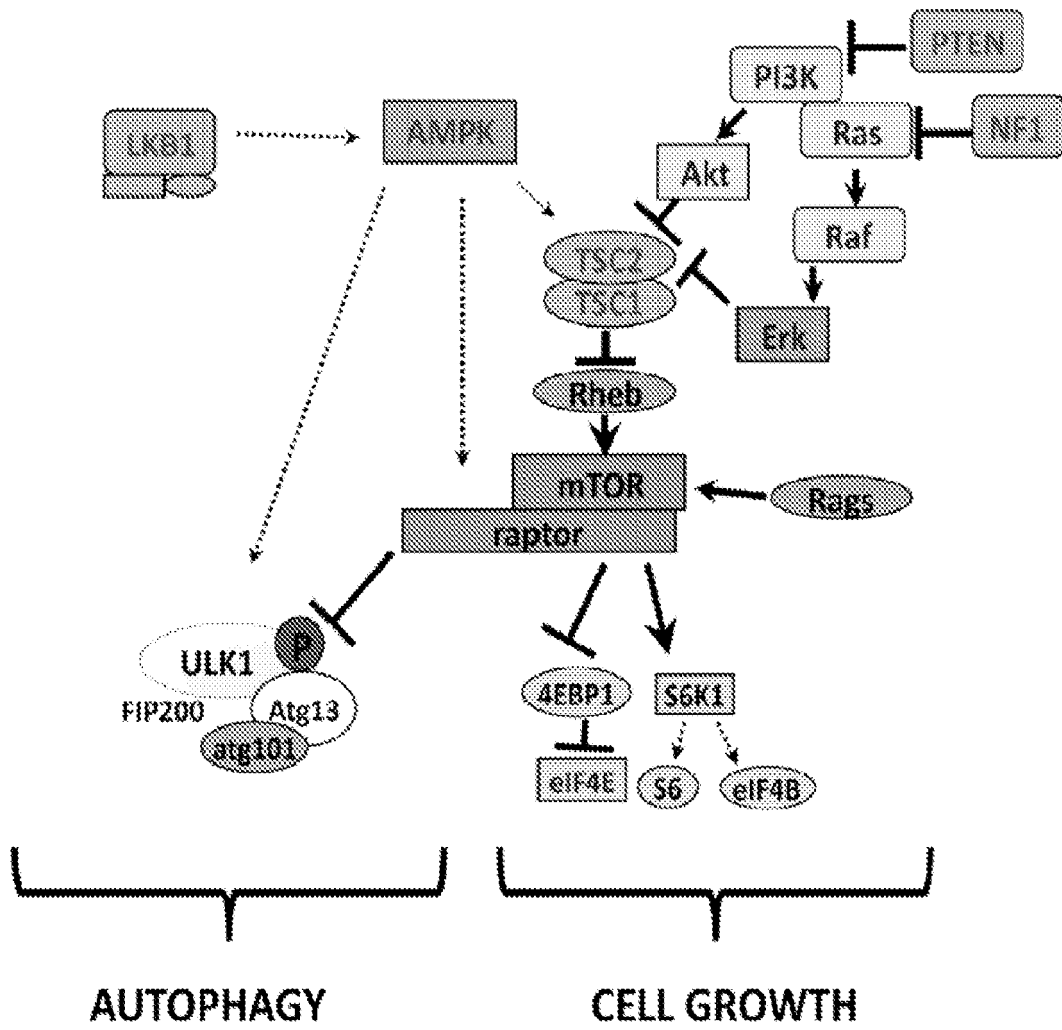 PTEN
PI3K
LKB1
AMPK
Ras
NF1
Akt
Raf
TSC2
TSC1
Erk
Rheb
mTOR
Rags
raptor
P
ULK1
4EBP1
S6K1
FIP200
Atg13
atg101
eIF4E
S6
eIF4B
AUTOPHAGY
CELL GROWTH